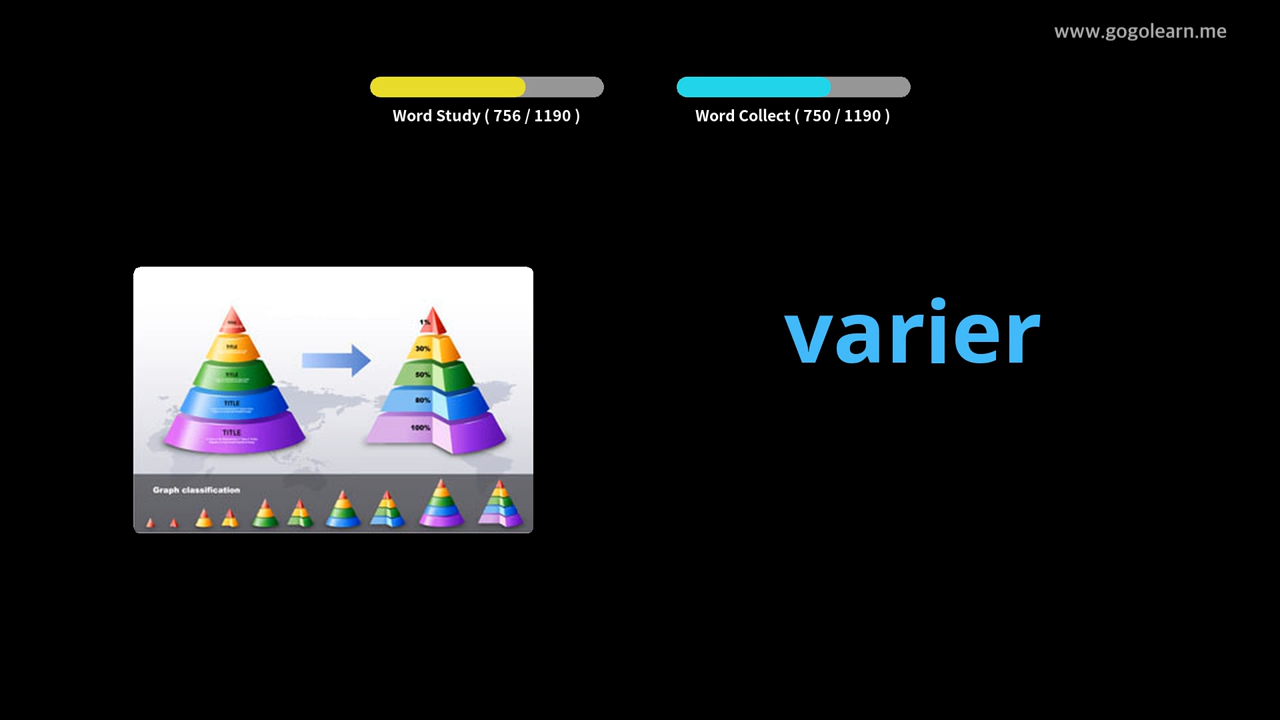 www.gogolearn.me
Word Study ( 756 / 1190 )
Word Collect ( 750 / 1190 )
varier
TITLE
TITLE
TITLE
TITLE
1%
30%
50%
80%
100%
Graph classification